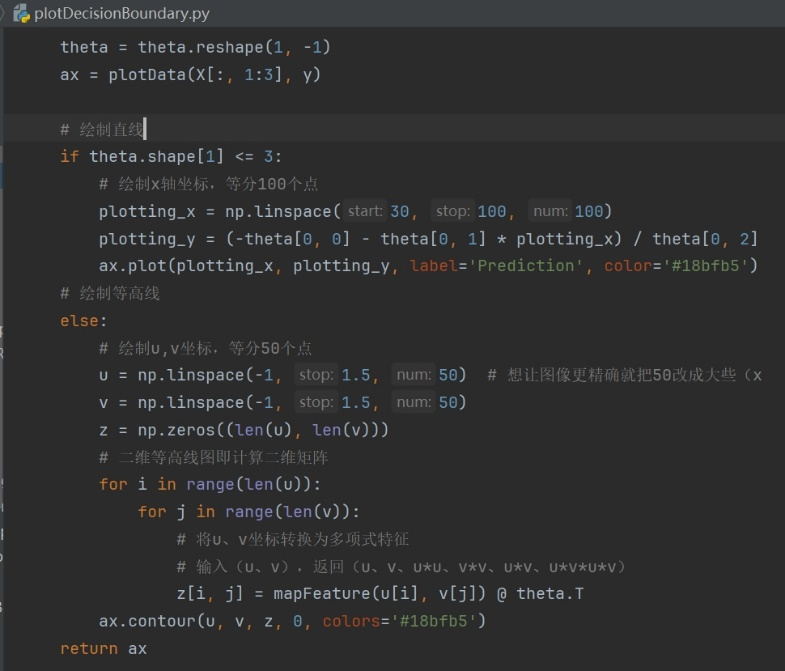 plotDecisionBoundary.py
theta = theta.reshape(1, -1)
ax = plotData(X[:, 1:3], y)
# 绘制直线
if theta.shape[1] <= 3:
# 绘制x轴坐标，等分100个点
plotting_x = np.linspace( start: 30, stop: 100, num: 100)
plotting_y = (-theta[0, 0] - theta[0, 1] * plotting_x) / theta[0, 2]
ax.plot(plotting_x, plotting_y, label='Prediction', color='#18bfb5')
# 绘制等高线
else:
# 绘制u,v坐标，等分50个点
u = np.linspace(-1, stop: 1.5, num: 50) # 想让图像更精确就把50改成大些（x
v = np.linspace(-1, stop: 1.5, num: 50)
z = np.zeros((len(u), len(v)))
# 二维等高线图即计算二维矩阵
for i in range(len(u)):
for j in range(len(v)):
# 将u、v坐标转换为多项式特征
# 输入（u、v），返回（u、v、u*u、v*v、u*v、u*v*u*v）
z[i, j] = mapFeature(u[i], v[j]) @ theta.T
ax.contour(u, v, z, 0, colors='#18bfb5')
return ax